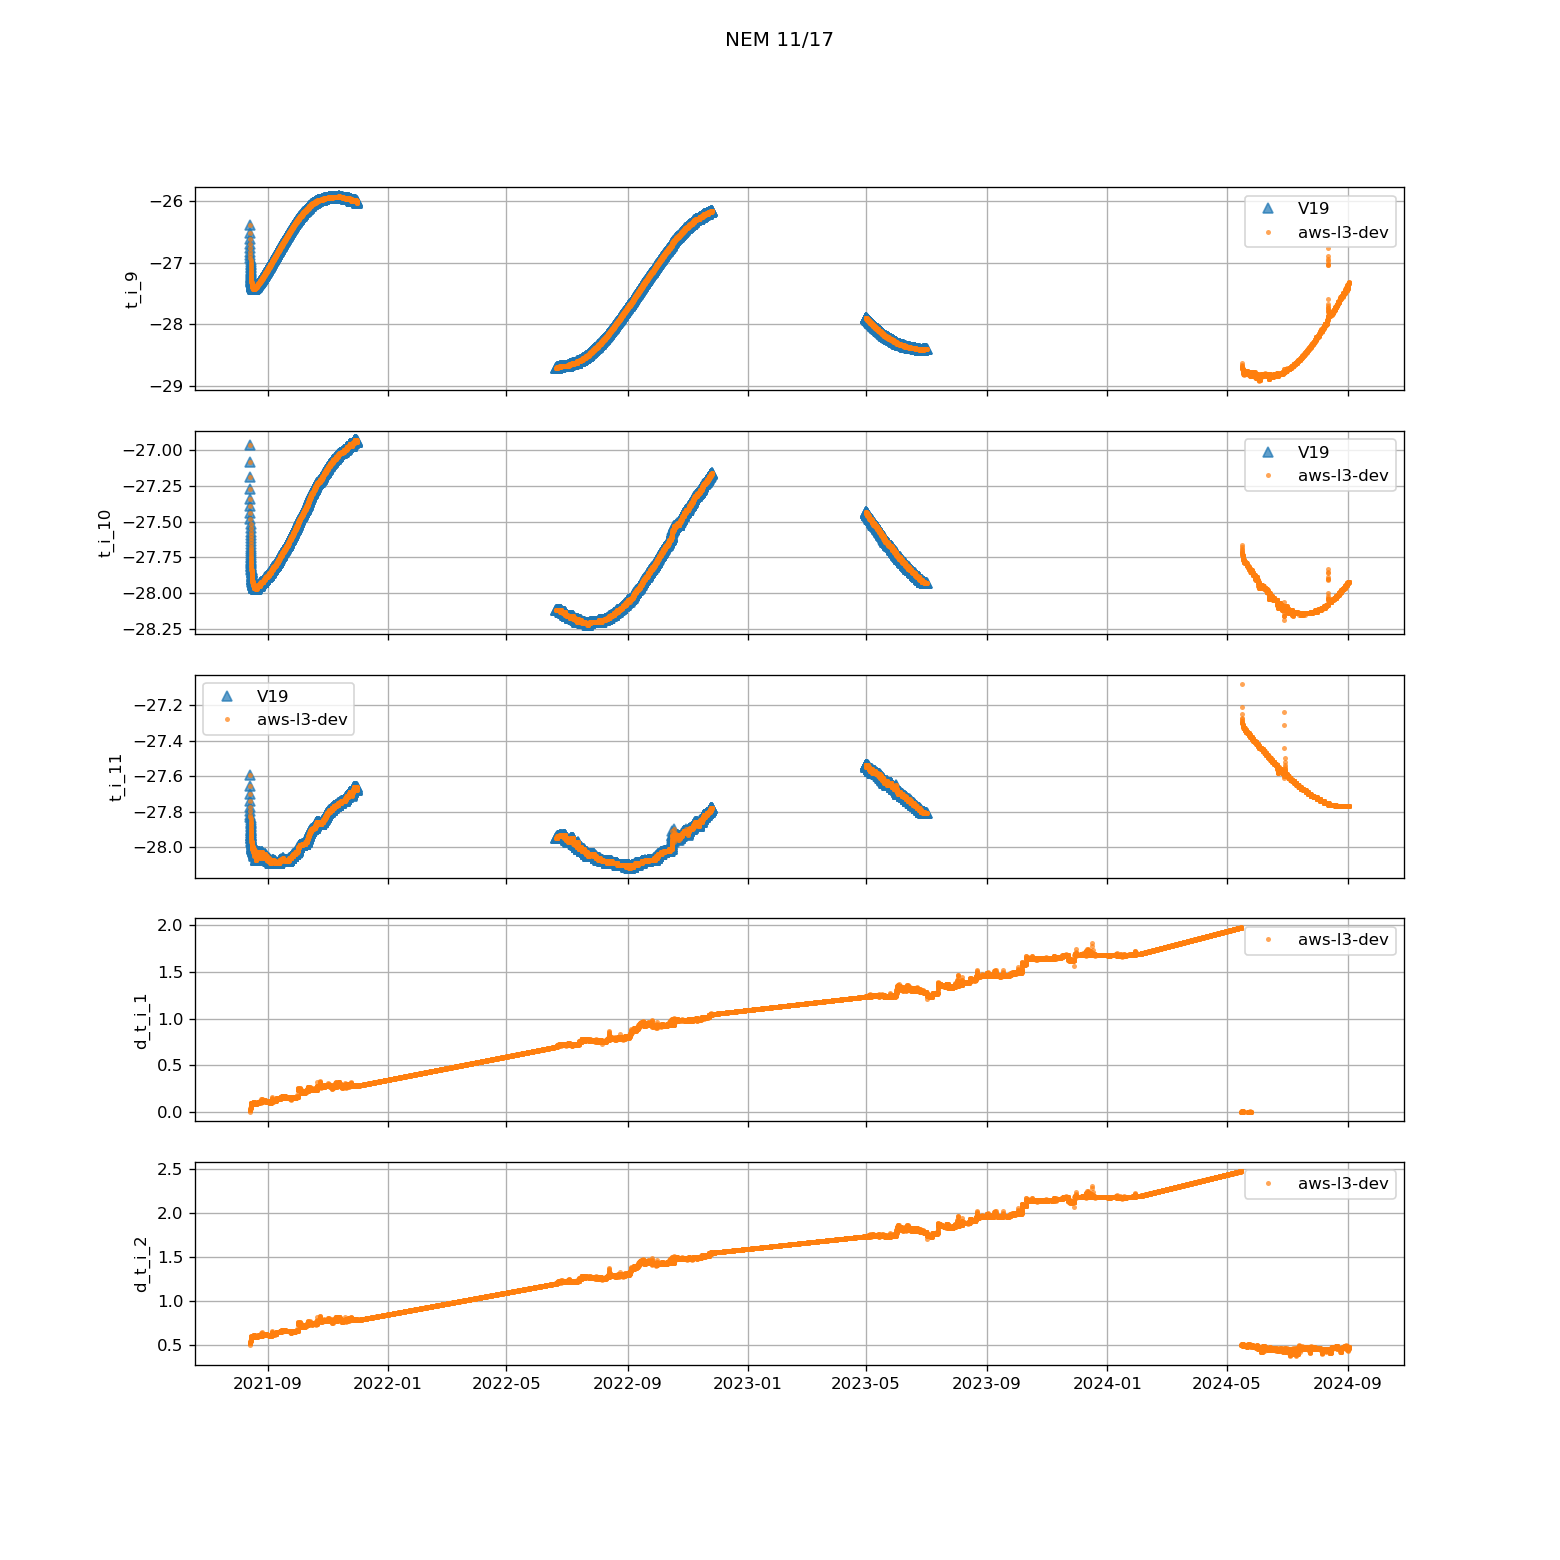 NEM 11/17
t_i_9
−26
−27
−28
−29
V19
aws-l3-dev
t_i_10
−27.00
−27.25
−27.50
−27.75
−28.00
−28.25
V19
aws-l3-dev
t_i_11
−27.2
−27.4
−27.6
−27.8
−28.0
V19
aws-l3-dev
d_t_i_1
2.0
1.5
1.0
0.5
0.0
aws-l3-dev
d_t_i_2
2.5
2.0
1.5
1.0
0.5
aws-l3-dev
2021-09 2022-01 2022-05 2022-09 2023-01 2023-05 2023-09 2024-01 2024-05 2024-09